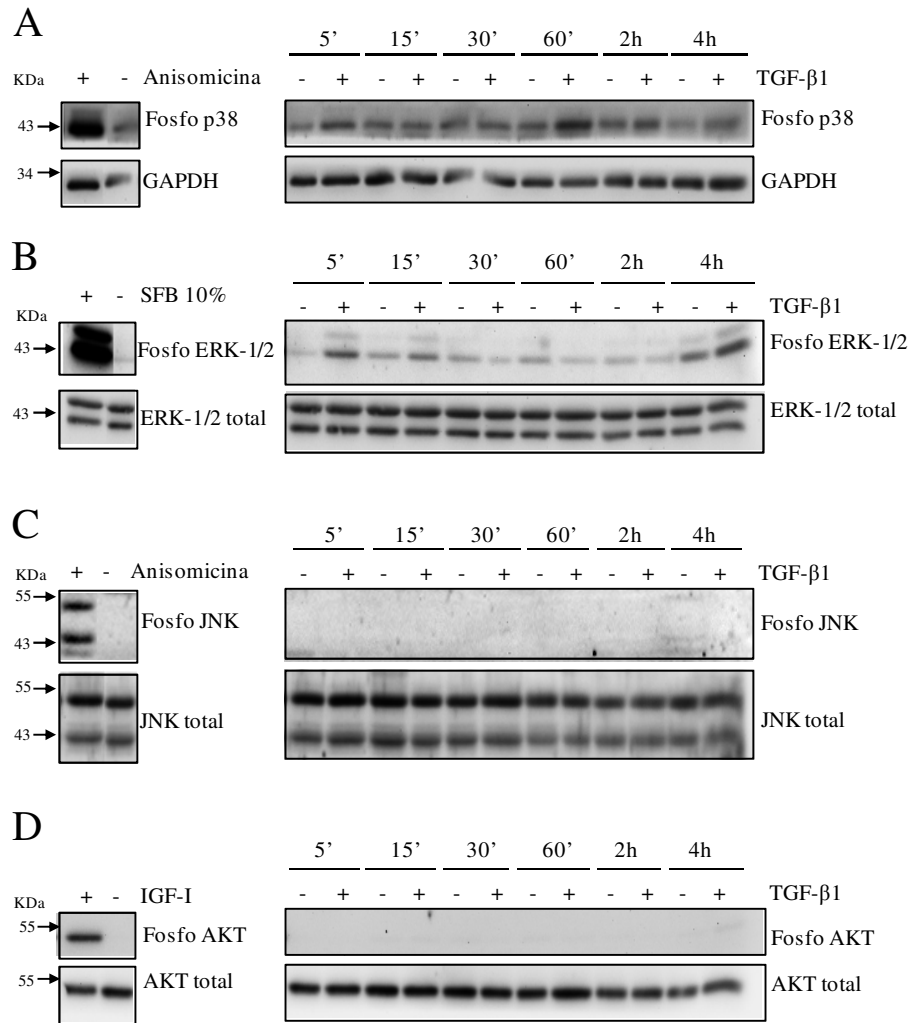 A
5’ 15’ 30’ 60’ 2h 4h
KDa + - Anisomicina - + - + - + - + - + - + TGF-β1
43 Fosfo p38 Fosfo p38
34 GAPDH GAPDH
B
5’ 15’ 30’ 60’ 2h 4h
+ - SFB 10% - + - + - + - + - + - + TGF-β1
KDa
43 Fosfo ERK-1/2 Fosfo ERK-1/2
43 ERK-1/2 total ERK-1/2 total
C
5’ 15’ 30’ 60’ 2h 4h
KDa + - Anisomicina - + - + - + - + - + - + TGF-β1
55
Fosfo JNK Fosfo JNK
43
55
JNK total JNK total
43
D
5’ 15’ 30’ 60’ 2h 4h
KDa + - IGF-I - + - + - + - + - + - + TGF-β1
55 Fosfo AKT Fosfo AKT
55 AKT total AKT total